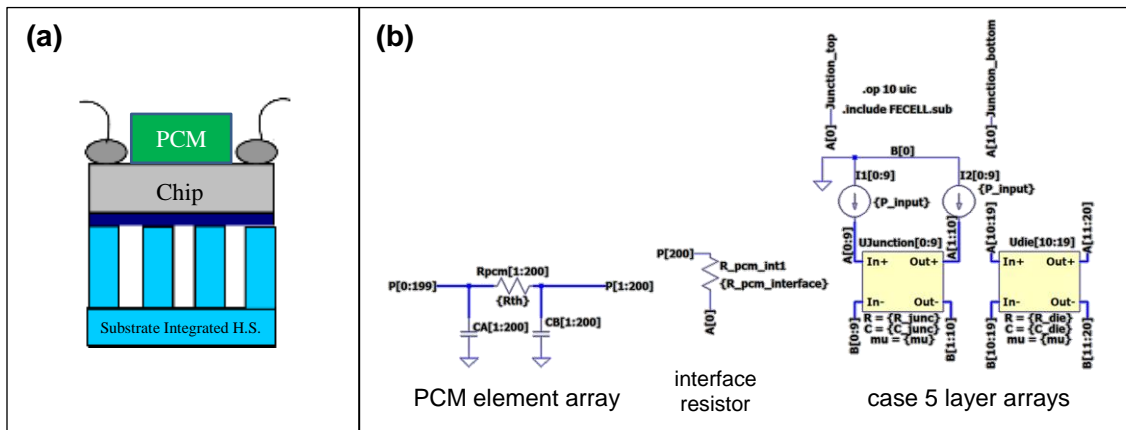 (a)
PCM
Chip
Substrate Integrated H.S.
(b)
Junction_top
A[0]
.op 10 uic
.include FECELL.sub
Junction_bottom
A[10]
B[0]
I1[0:9]
{P_input}
I2[0:9]
{P_input}
A[0:9]
A[1:10]
UJunction[0:9]
In+ Out+
In- Out-
R = {R_junc}
C = {C_junc}
mu = {mu}
B[0:9]
B[1:10]
A[10:19]
A[11:20]
Udie[10:19]
In+ Out+
In- Out-
R = {R_die}
C = {C_die}
mu = {mu}
B[10:19]
B[11:20]
P[0:199]
Rpcm[1:200]
{Rth}
P[1:200]
CA[1:200]
CB[1:200]
P[200]
R_pcm_int1
{R_pcm_interface}
A[0]
PCM element array
interface
resistor
case 5 layer arrays